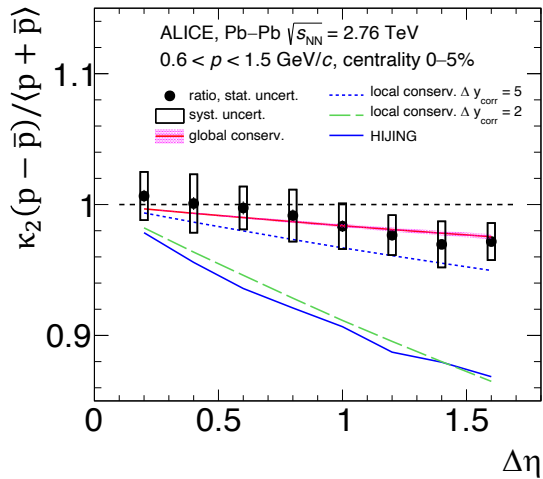 ALICE, Pb–Pb √sNN = 2.76 TeV
0.6 < p < 1.5 GeV/c, centrality 0–5%
ratio, stat. uncert.
syst. uncert.
global conserv.
local conserv. Δ ycorr = 5
local conserv. Δ ycorr = 2
HIJING
κ2(p − p̄)/⟨p + p̄⟩
1.1
1
0.9
0 0.5 1 1.5
Δη